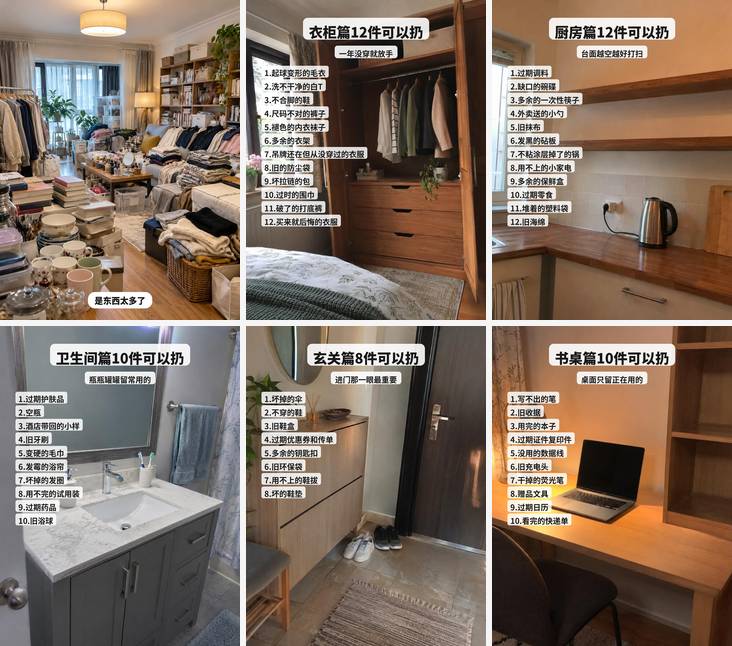 是东西太多了
衣柜篇12件可以扔
一年没穿就放手
1.起球变形的毛衣
2.洗不干净的白T
3.不合脚的鞋
4.尺码不对的裤子
5.褪色的内衣袜子
6.多余的衣架
7.吊牌还在但从没穿过的衣服
8.旧的防尘袋
9.坏拉链的包
10.过时的围巾
11.破了的打底裤
12.买来就后悔的衣服
厨房篇12件可以扔
台面越空越好打扫
1.过期调料
2.缺口的碗碟
3.多余的一次性筷子
4.外卖送的小勺
5.旧抹布
6.发黑的砧板
7.不粘涂层掉了的锅
8.用不上的小家电
9.多余的保鲜盒
10.过期零食
11.堆着的塑料袋
12.旧海绵
卫生间篇10件可以扔
瓶瓶罐罐留常用的
1.过期护肤品
2.空瓶
3.酒店带回的小样
4.旧牙刷
5.变硬的毛巾
6.发霉的浴帘
7.坏掉的发圈
8.用不完的试用装
9.过期药品
10.旧浴球
玄关篇8件可以扔
进门那一眼最重要
1.坏掉的伞
2.不穿的鞋
3.旧鞋盒
4.过期优惠券和传单
5.多余的钥匙扣
6.旧环保袋
7.用不上的鞋拔
8.坏的鞋垫
书桌篇10件可以扔
桌面只留正在用的
1.写不出的笔
2.旧收据
3.用完的本子
4.过期证件复印件
5.没用的数据线
6.旧充电头
7.干掉的荧光笔
8.赠品文具
9.过期日历
10.看完的快递单